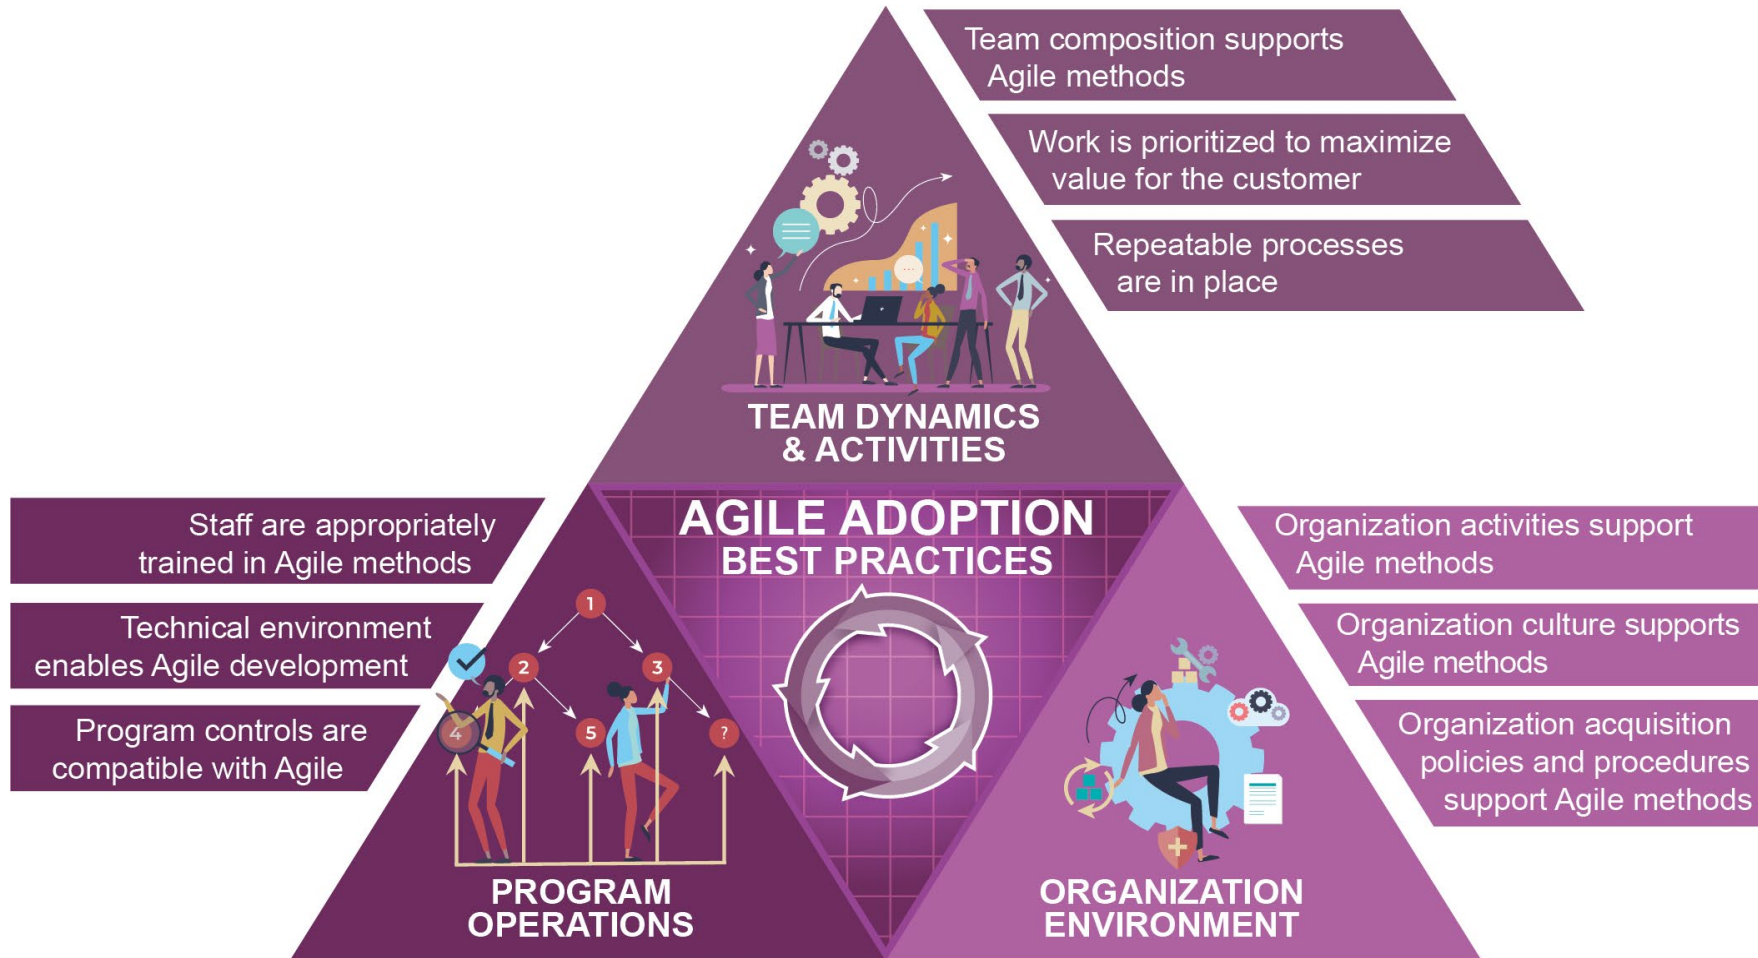 Team composition supports
Agile methods
Work is prioritized to maximize
value for the customer
Repeatable processes
are in place
TEAM DYNAMICS
& ACTIVITIES
AGILE ADOPTION
BEST PRACTICES
Staff are appropriately
trained in Agile methods
Technical environment
enables Agile development
Program controls are
compatible with Agile
1
2
3
4
5
?
PROGRAM
OPERATIONS
Organization activities support
Agile methods
Organization culture supports
Agile methods
Organization acquisition
policies and procedures
support Agile methods
ORGANIZATION
ENVIRONMENT